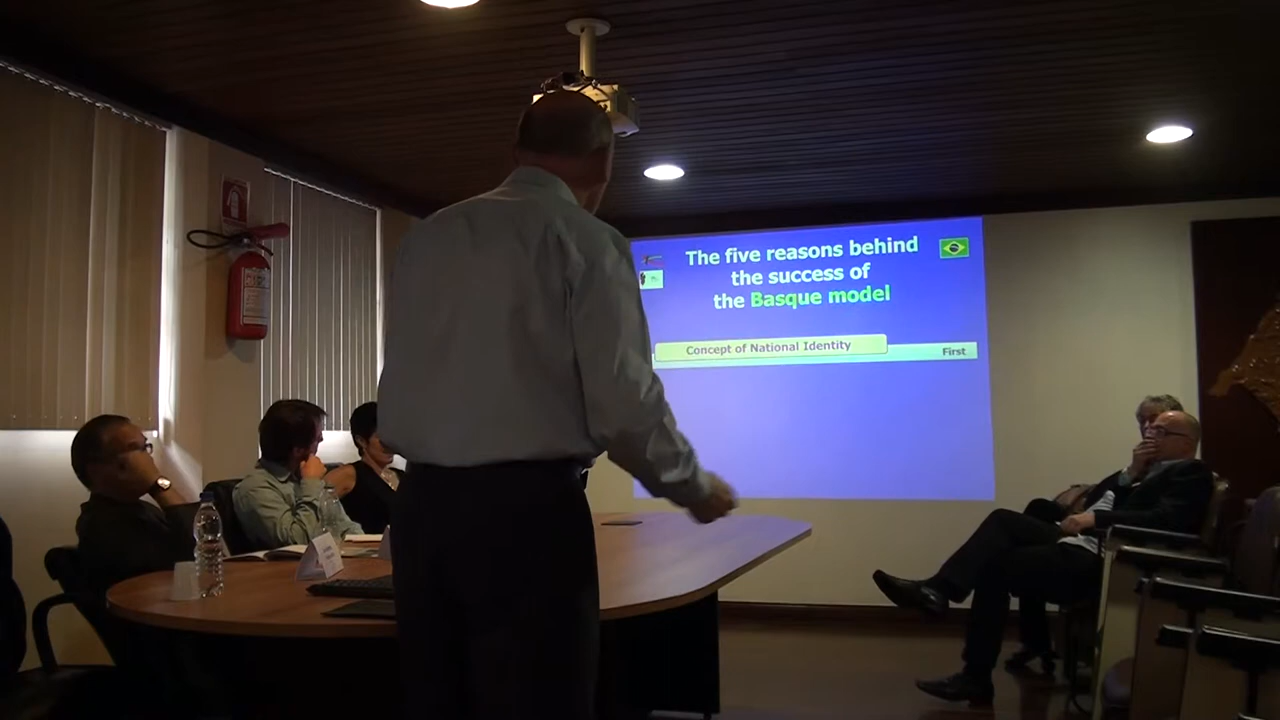 The five reasons behind
the success of
the Basque model
Concept of National Identity
First